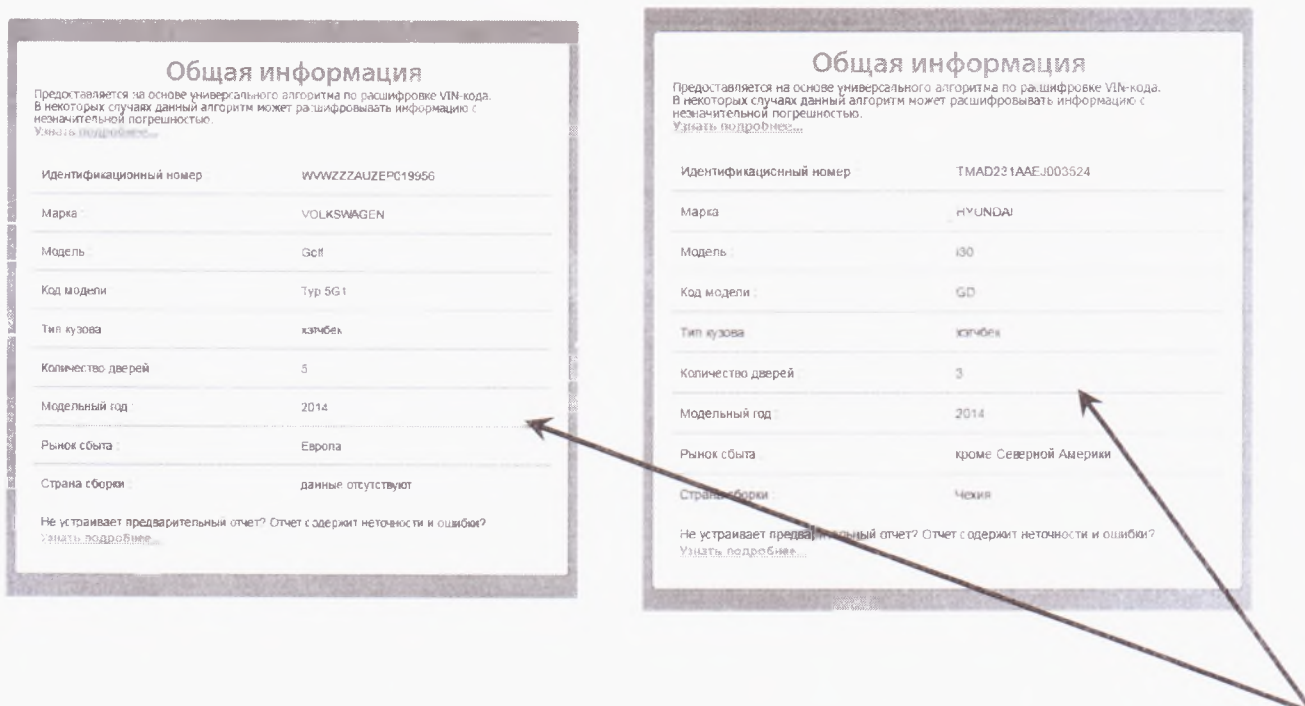 Общая информация
Предоставляется на основе универсального алгоритма по расшифровке VIN-кода.
В некоторых случаях данный алгоритм может расшифровывать информацию с
незначительной погрешностью.
Узнать подробнее...
Идентификационный номер : WVWZZZAUZEP019956
Марка : VOLKSWAGEN
Модель : Golf
Код модели : Typ 5G1
Тип кузова : хэтчбек
Количество дверей : 5
Модельный год : 2014
Рынок сбыта : Европа
Страна сборки : данные отсутствуют
Не устраивает предварительный отчет? Отчет содержит неточности и ошибки?
Узнать подробнее...
Общая информация
Предоставляется на основе универсального алгоритма по расшифровке VIN-кода.
В некоторых случаях данный алгоритм может расшифровывать информацию с
незначительной погрешностью.
Узнать подробнее...
Идентификационный номер : TMAD231AAEJ003524
Марка : HYUNDAI
Модель : i30
Код модели : GD
Тип кузова : хэтчбек
Количество дверей : 3
Модельный год : 2014
Рынок сбыта : кроме Северной Америки
Страна сборки : Чехия
Не устраивает предварительный отчет? Отчет содержит неточности и ошибки?
Узнать подробнее...